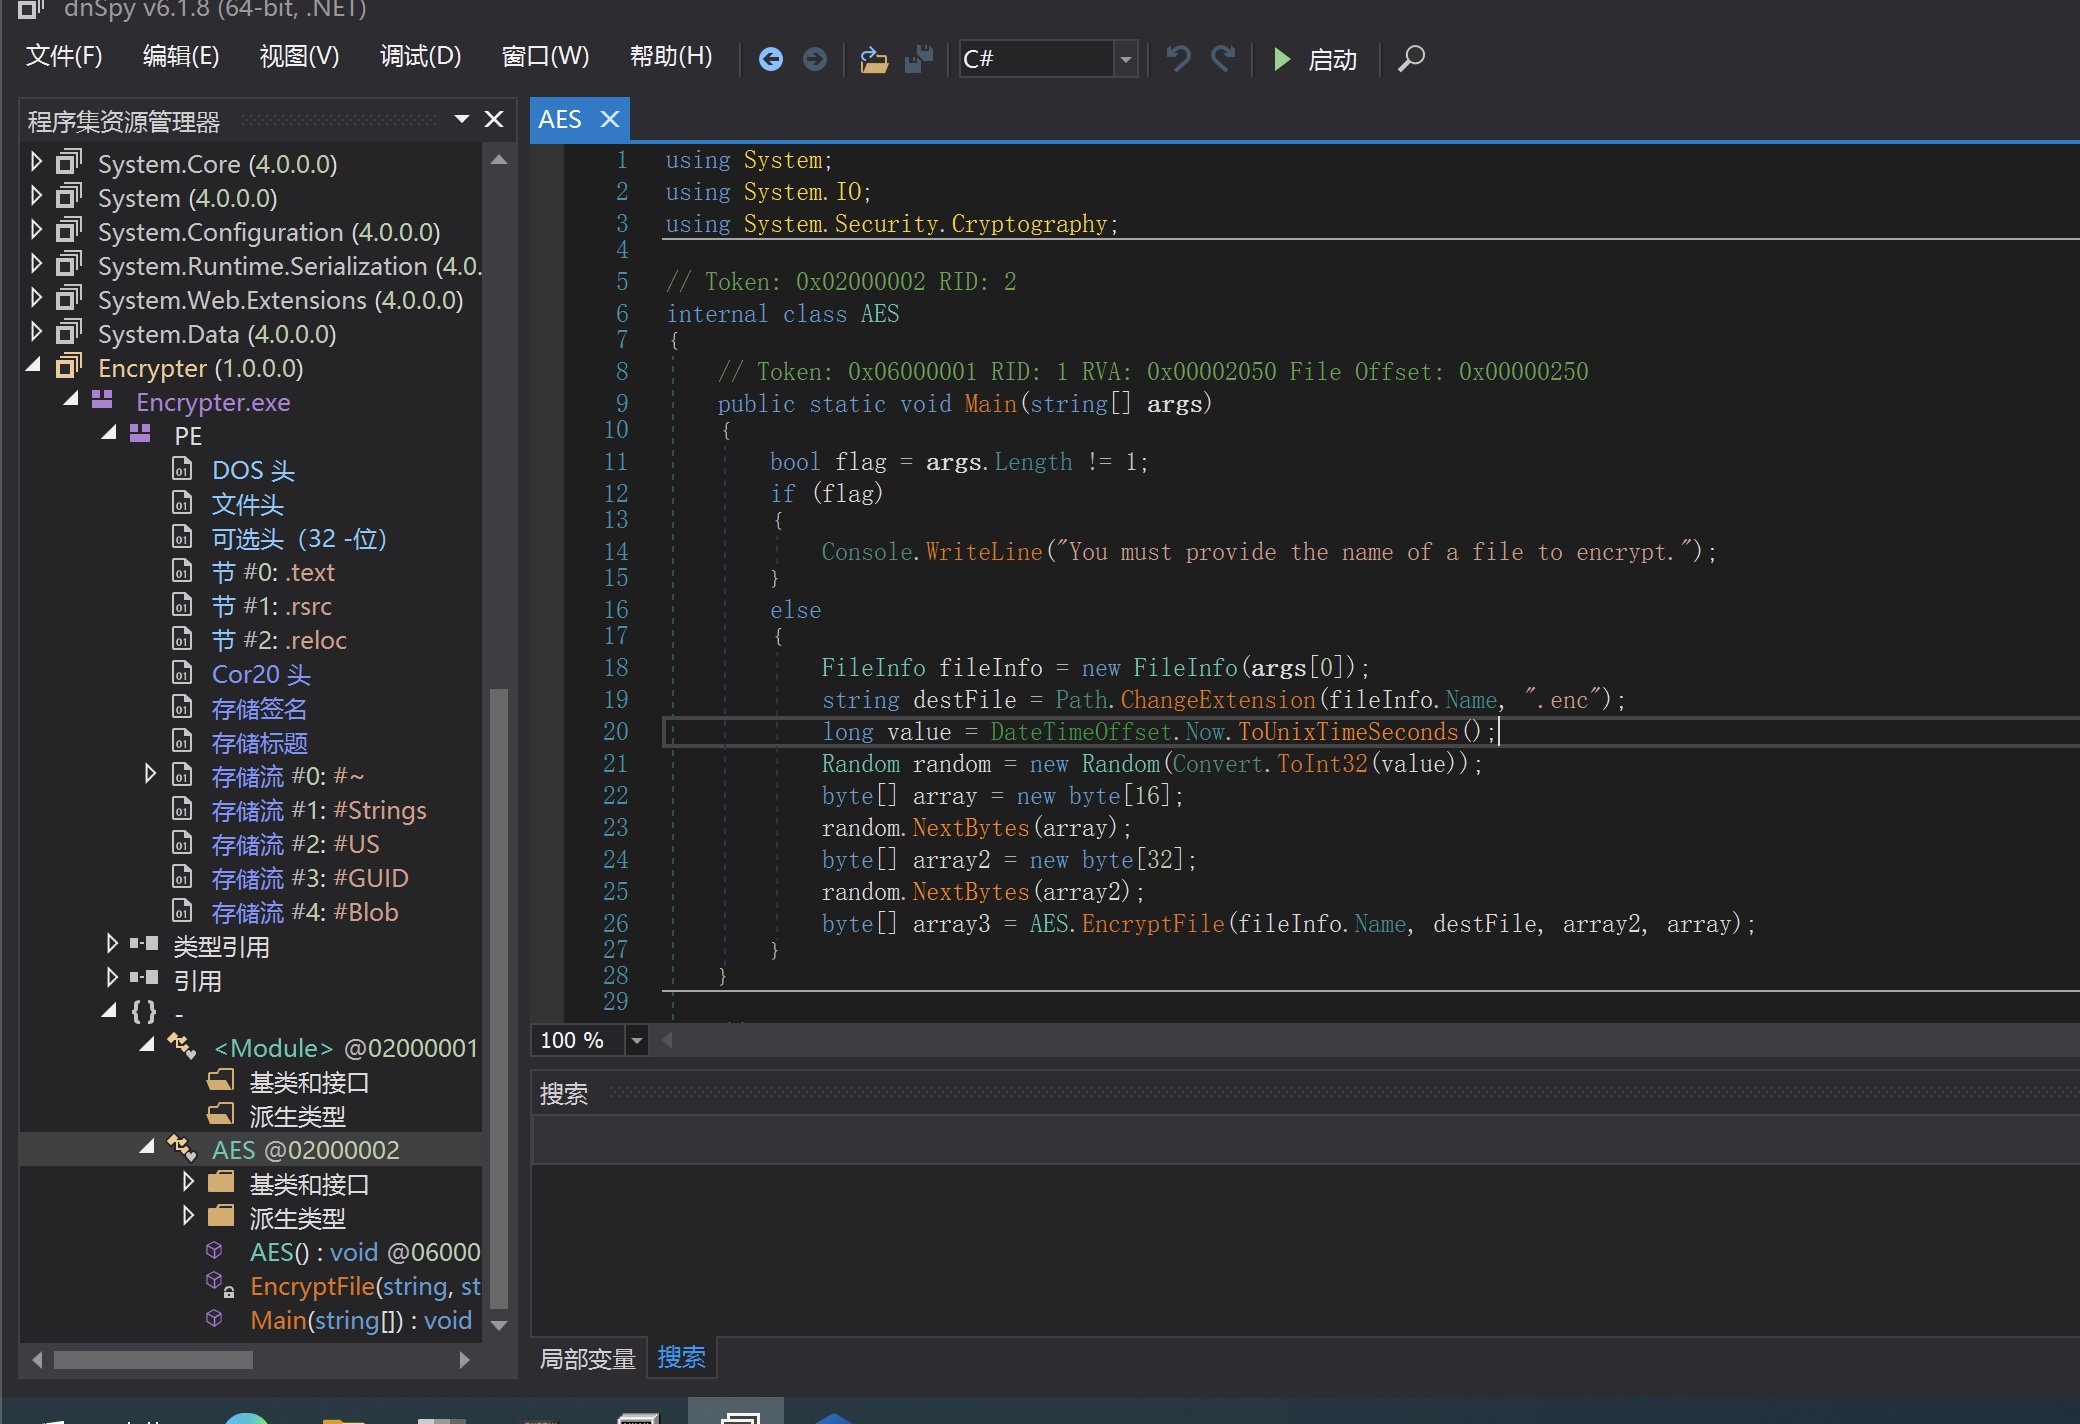 dnSpy v6.1.8 (64-bit, .NET)
文件(F) 编辑(E) 视图(V) 调试(D) 窗口(W) 帮助(H) C# 启动
程序集资源管理器
System.Core (4.0.0.0)
System (4.0.0.0)
System.Configuration (4.0.0.0)
System.Runtime.Serialization (4.0.
System.Web.Extensions (4.0.0.0)
System.Data (4.0.0.0)
Encrypter (1.0.0.0)
Encrypter.exe
PE
DOS 头
文件头
可选头（32 -位）
节 #0: .text
节 #1: .rsrc
节 #2: .reloc
Cor20 头
存储签名
存储标题
存储流 #0: #~
存储流 #1: #Strings
存储流 #2: #US
存储流 #3: #GUID
存储流 #4: #Blob
类型引用
引用
{} -
<Module> @02000001
基类和接口
派生类型
AES @02000002
基类和接口
派生类型
AES() : void @06000
EncryptFile(string, st
Main(string[]) : void
AES
1 using System;
2 using System.IO;
3 using System.Security.Cryptography;
4
5 // Token: 0x02000002 RID: 2
6 internal class AES
7 {
8 // Token: 0x06000001 RID: 1 RVA: 0x00002050 File Offset: 0x00000250
9 public static void Main(string[] args)
10 {
11 bool flag = args.Length != 1;
12 if (flag)
13 {
14 Console.WriteLine("You must provide the name of a file to encrypt.");
15 }
16 else
17 {
18 FileInfo fileInfo = new FileInfo(args[0]);
19 string destFile = Path.ChangeExtension(fileInfo.Name, ".enc");
20 long value = DateTimeOffset.Now.ToUnixTimeSeconds();
21 Random random = new Random(Convert.ToInt32(value));
22 byte[] array = new byte[16];
23 random.NextBytes(array);
24 byte[] array2 = new byte[32];
25 random.NextBytes(array2);
26 byte[] array3 = AES.EncryptFile(fileInfo.Name, destFile, array2, array);
27 }
28 }
29
100 %
搜索
局部变量 搜索